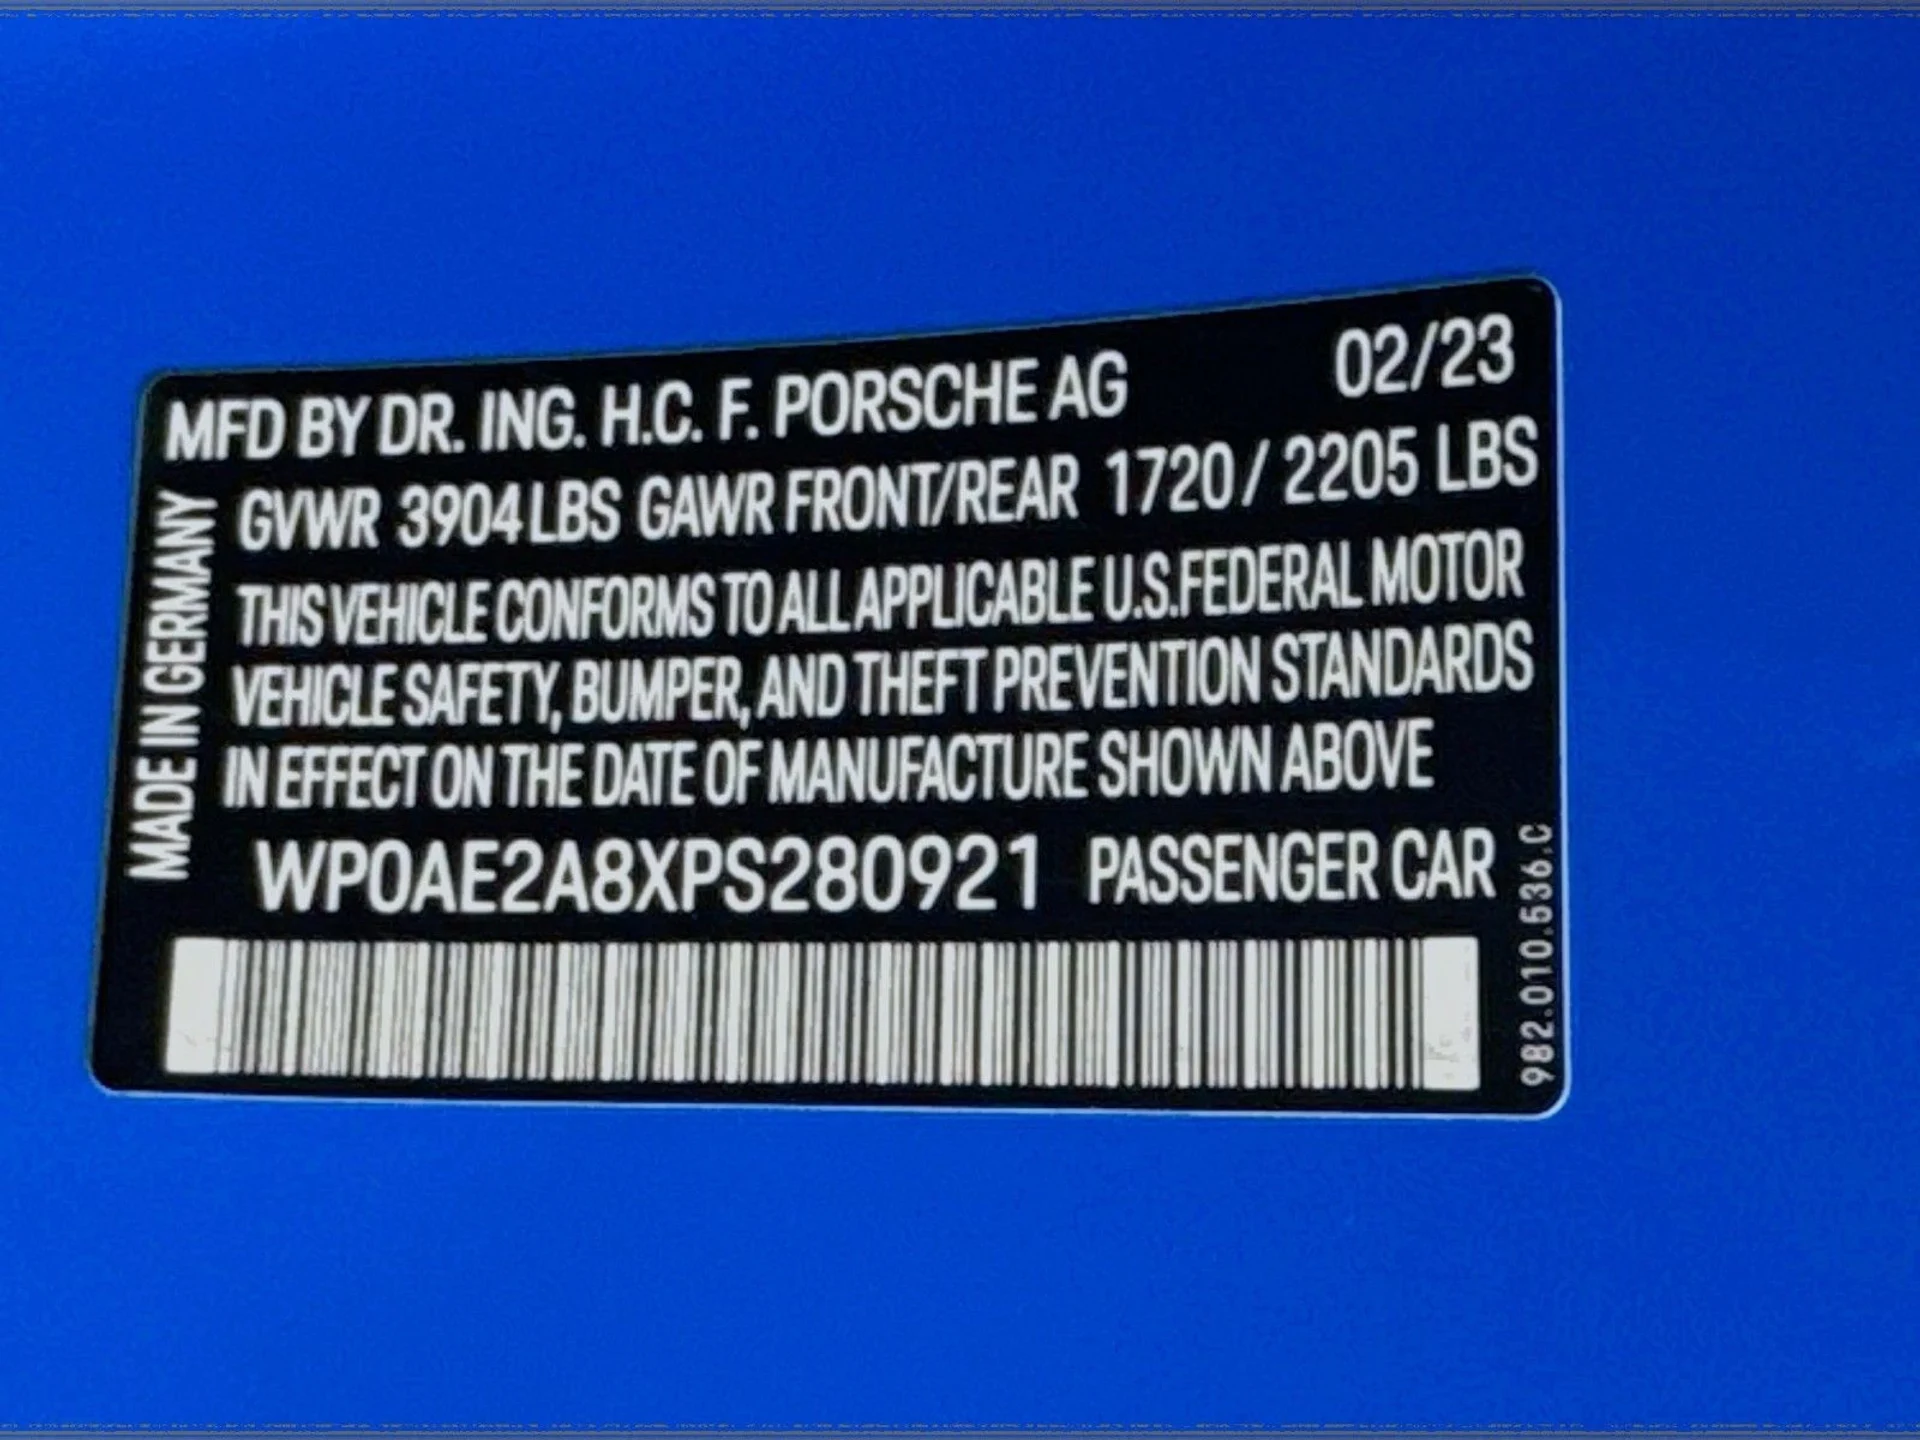 MFD BY DR. ING. H.C. F. PORSCHE AG 02/23
GVWR 3904 LBS GAWR FRONT/REAR 1720 / 2205 LBS
THIS VEHICLE CONFORMS TO ALL APPLICABLE U.S.FEDERAL MOTOR
VEHICLE SAFETY, BUMPER, AND THEFT PREVENTION STANDARDS
IN EFFECT ON THE DATE OF MANUFACTURE SHOWN ABOVE
WP0AE2A8XPS280921 PASSENGER CAR
MADE IN GERMANY
982.010.536.C